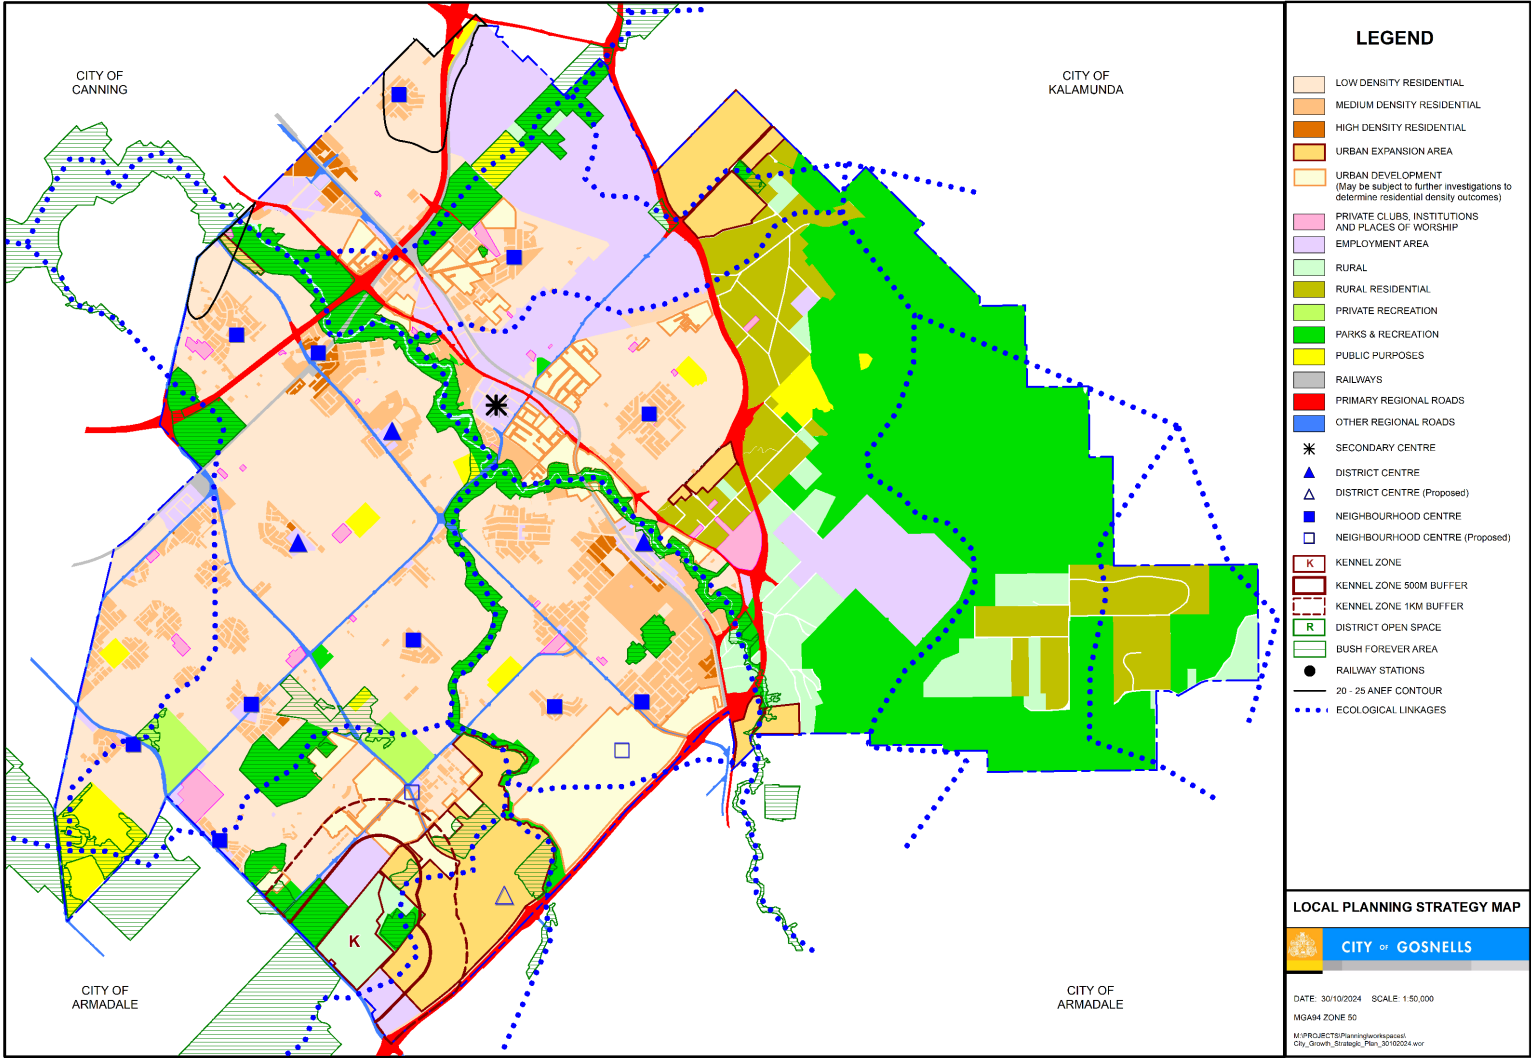 CITY OF
CANNING
CITY OF
KALAMUNDA
K
CITY OF
ARMADALE
CITY OF
ARMADALE
LEGEND
LOW DENSITY RESIDENTIAL
MEDIUM DENSITY RESIDENTIAL
HIGH DENSITY RESIDENTIAL
URBAN EXPANSION AREA
URBAN DEVELOPMENT
(May be subject to further investigations to
determine residential density outcomes)
PRIVATE CLUBS, INSTITUTIONS
AND PLACES OF WORSHIP
EMPLOYMENT AREA
RURAL
RURAL RESIDENTIAL
PRIVATE RECREATION
PARKS & RECREATION
PUBLIC PURPOSES
RAILWAYS
PRIMARY REGIONAL ROADS
OTHER REGIONAL ROADS
SECONDARY CENTRE
DISTRICT CENTRE
DISTRICT CENTRE (Proposed)
NEIGHBOURHOOD CENTRE
NEIGHBOURHOOD CENTRE (Proposed)
K KENNEL ZONE
KENNEL ZONE 500M BUFFER
KENNEL ZONE 1KM BUFFER
R DISTRICT OPEN SPACE
BUSH FOREVER AREA
RAILWAY STATIONS
20 - 25 ANEF CONTOUR
ECOLOGICAL LINKAGES
LOCAL PLANNING STRATEGY MAP
CITY OF GOSNELLS
DATE: 30/10/2024 SCALE: 1:50,000
MGA94 ZONE 50
M:\PROJECTS\Planning\workspaces\
City_Growth_Strategic_Plan_30102024.wor